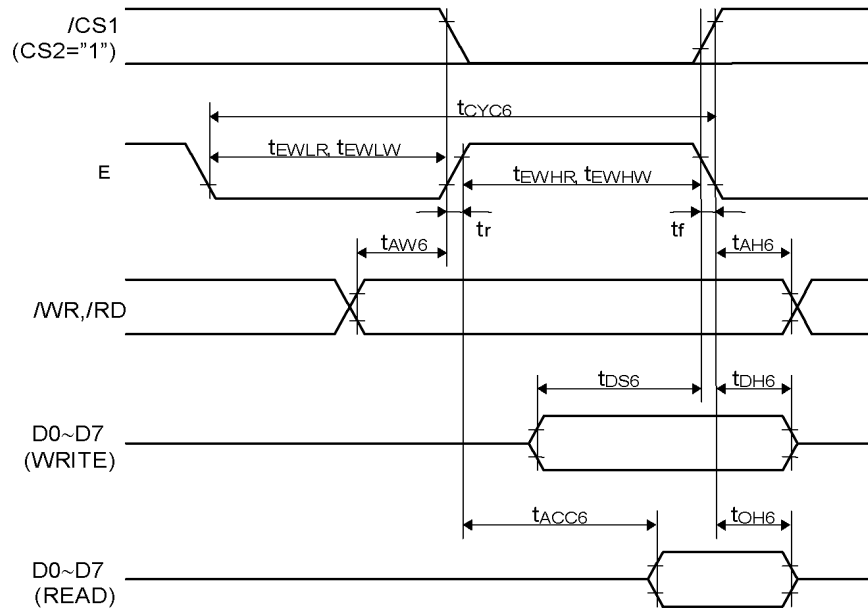 /CS1
(CS2="1")
tCYC6
tEWLR, tEWLW
E
tEWHR, tEWHW
tr
tf
tAW6
tAH6
/WR,/RD
tDS6
tDH6
D0~D7
(WRITE)
tACC6
tOH6
D0~D7
(READ)